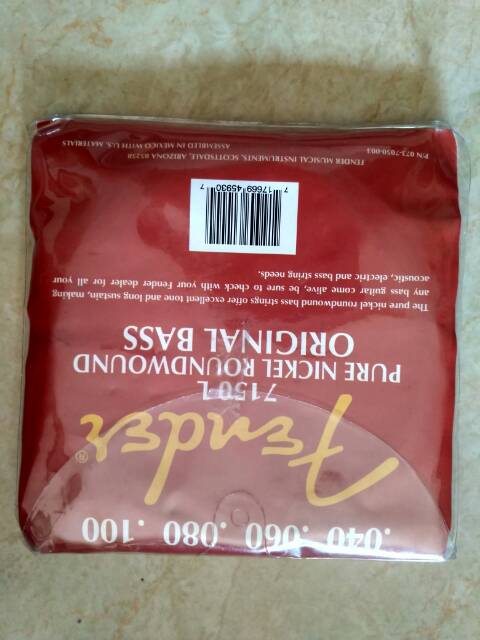 .040 .060 .080 .100
Fender®
7150-L
PURE NICKEL ROUNDWOUND
ORIGINAL BASS
The pure nickel roundwound bass strings offer excellent tone and long sustain, making
any bass guitar come alive, be sure to check with your Fender dealer for all your
acoustic, electric, and bass string needs.
7 17669 45930 7
FENDER MUSICAL INSTRUMENTS, SCOTTSDALE, ARIZONA 85258
ASSEMBLED IN MEXICO WITH U.S. MATERIALS
P/N 073-7050-003